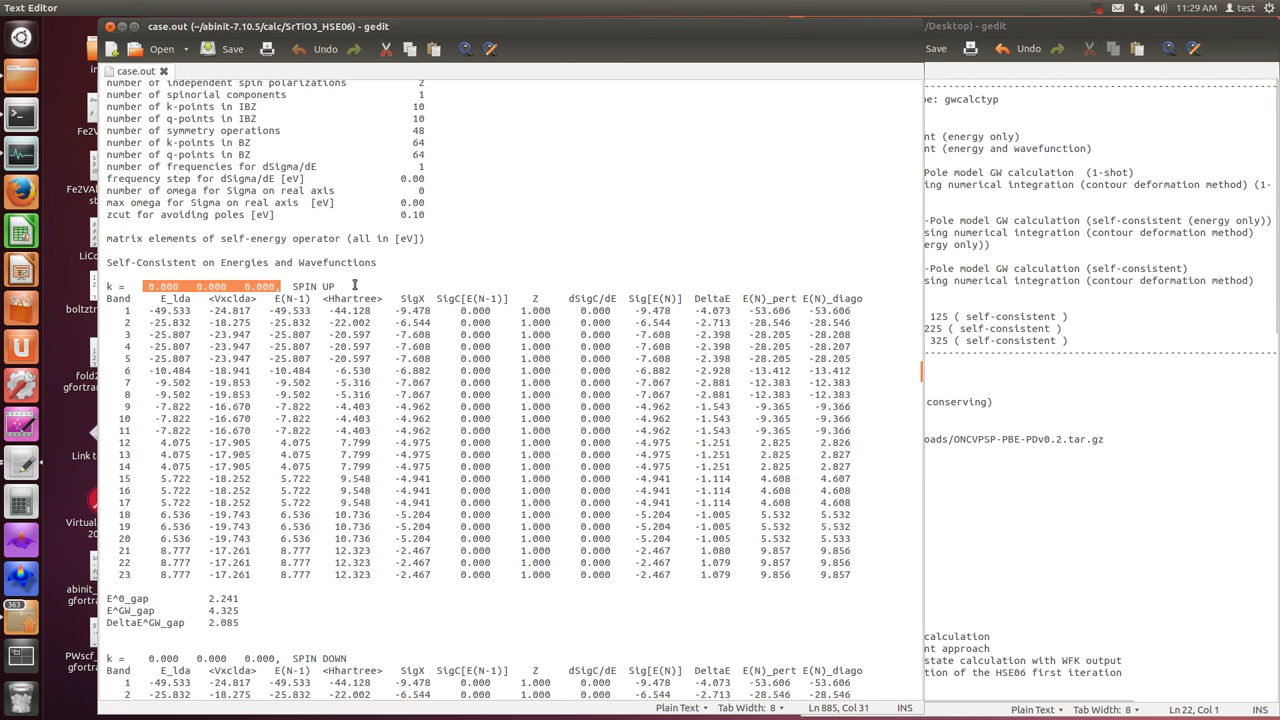 Text Editor 11:29 AM test
case.out (~/abinit-7.10.5/calc/SrTiO3_HSE06) - gedit
/Desktop) - gedit
Open Save Undo
Save Undo
case.out
number of independent spin polarizations 2
number of spinorial components 1
number of k-points in IBZ 10
number of q-points in IBZ 10
number of symmetry operations 48
number of k-points in BZ 64
number of q-points in BZ 64
number of frequencies for dSigma/dE 1
frequency step for dSigma/dE [eV] 0.00
number of omega for Sigma on real axis 0
max omega for Sigma on real axis [eV] 0.00
zcut for avoiding poles [eV] 0.10
matrix elements of self-energy operator (all in [eV])
Self-Consistent on Energies and Wavefunctions
k = 0.000 0.000 0.000, SPIN UP
Band E_lda <Vxclda> E(N-1) <Hhartree> SigX SigC[E(N-1)] Z dSigC/dE Sig[E(N)] DeltaE E(N)_pert E(N)_diago
1 -49.533 -24.817 -49.533 -44.128 -9.478 0.000 1.000 0.000 -9.478 -4.073 -53.606 -53.606
2 -25.832 -18.275 -25.832 -22.002 -6.544 0.000 1.000 0.000 -6.544 -2.713 -28.546 -28.546
3 -25.807 -23.947 -25.807 -20.597 -7.608 0.000 1.000 0.000 -7.608 -2.398 -28.205 -28.208
4 -25.807 -23.947 -25.807 -20.597 -7.608 0.000 1.000 0.000 -7.608 -2.398 -28.205 -28.207
5 -25.807 -23.947 -25.807 -20.597 -7.608 0.000 1.000 0.000 -7.608 -2.398 -28.205 -28.205
6 -10.484 -18.941 -10.484 -6.530 -6.882 0.000 1.000 0.000 -6.882 -2.928 -13.412 -13.412
7 -9.502 -19.853 -9.502 -5.316 -7.067 0.000 1.000 0.000 -7.067 -2.881 -12.383 -12.383
8 -9.502 -19.853 -9.502 -5.316 -7.067 0.000 1.000 0.000 -7.067 -2.881 -12.383 -12.383
9 -7.822 -16.670 -7.822 -4.403 -4.962 0.000 1.000 0.000 -4.962 -1.543 -9.365 -9.366
10 -7.822 -16.670 -7.822 -4.403 -4.962 0.000 1.000 0.000 -4.962 -1.543 -9.365 -9.366
11 -7.822 -16.670 -7.822 -4.403 -4.962 0.000 1.000 0.000 -4.962 -1.543 -9.365 -9.366
12 4.075 -17.905 4.075 7.799 -4.975 0.000 1.000 0.000 -4.975 -1.251 2.825 2.826
13 4.075 -17.905 4.075 7.799 -4.975 0.000 1.000 0.000 -4.975 -1.251 2.825 2.827
14 4.075 -17.905 4.075 7.799 -4.975 0.000 1.000 0.000 -4.975 -1.251 2.825 2.827
15 5.722 -18.252 5.722 9.548 -4.941 0.000 1.000 0.000 -4.941 -1.114 4.608 4.607
16 5.722 -18.252 5.722 9.548 -4.941 0.000 1.000 0.000 -4.941 -1.114 4.608 4.608
17 5.722 -18.252 5.722 9.548 -4.941 0.000 1.000 0.000 -4.941 -1.114 4.608 4.608
18 6.536 -19.743 6.536 10.736 -5.204 0.000 1.000 0.000 -5.204 -1.005 5.532 5.532
19 6.536 -19.743 6.536 10.736 -5.204 0.000 1.000 0.000 -5.204 -1.005 5.532 5.532
20 6.536 -19.743 6.536 10.736 -5.204 0.000 1.000 0.000 -5.204 -1.005 5.532 5.533
21 8.777 -17.261 8.777 12.323 -2.467 0.000 1.000 0.000 -2.467 1.080 9.857 9.856
22 8.777 -17.261 8.777 12.323 -2.467 0.000 1.000 0.000 -2.467 1.079 9.856 9.856
23 8.777 -17.261 8.777 12.323 -2.467 0.000 1.000 0.000 -2.467 1.079 9.856 9.857
E^0_gap 2.241
E^GW_gap 4.325
DeltaE^GW_gap 2.085
k = 0.000 0.000 0.000, SPIN DOWN
Band E_lda <Vxclda> E(N-1) <Hhartree> SigX SigC[E(N-1)] Z dSigC/dE Sig[E(N)] DeltaE E(N)_pert E(N)_diago
1 -49.533 -24.817 -49.533 -44.128 -9.478 0.000 1.000 0.000 -9.478 -4.073 -53.606 -53.606
2 -25.832 -18.275 -25.832 -22.002 -6.544 0.000 1.000 0.000 -6.544 -2.713 -28.546 -28.546
Plain Text Tab Width: 8 Ln 885, Col 31 INS
pe: gwcalctyp
nt (energy only)
nt (energy and wavefunction)
-Pole model GW calculation (1-shot)
sing numerical integration (contour deformation method) (1-
-Pole model GW calculation (self-consistent (energy only))
sing numerical integration (contour deformation method)
ergy only))
-Pole model GW calculation (self-consistent)
sing numerical integration (contour deformation method)
125 ( self-consistent )
225 ( self-consistent )
325 ( self-consistent )
conserving)
oads/ONCVPSP-PBE-PDv0.2.tar.gz
calculation
nt approach
state calculation with WFK output
tion of the HSE06 first iteration
Plain Text Tab Width: 8 Ln 22, Col 1 INS
in
Fe2
Fe2VAl
LiCo
boltztr
fold2
gfortran
Link t
Virtual
20
abinit_
gfortra
PWscf_
gfortra
363